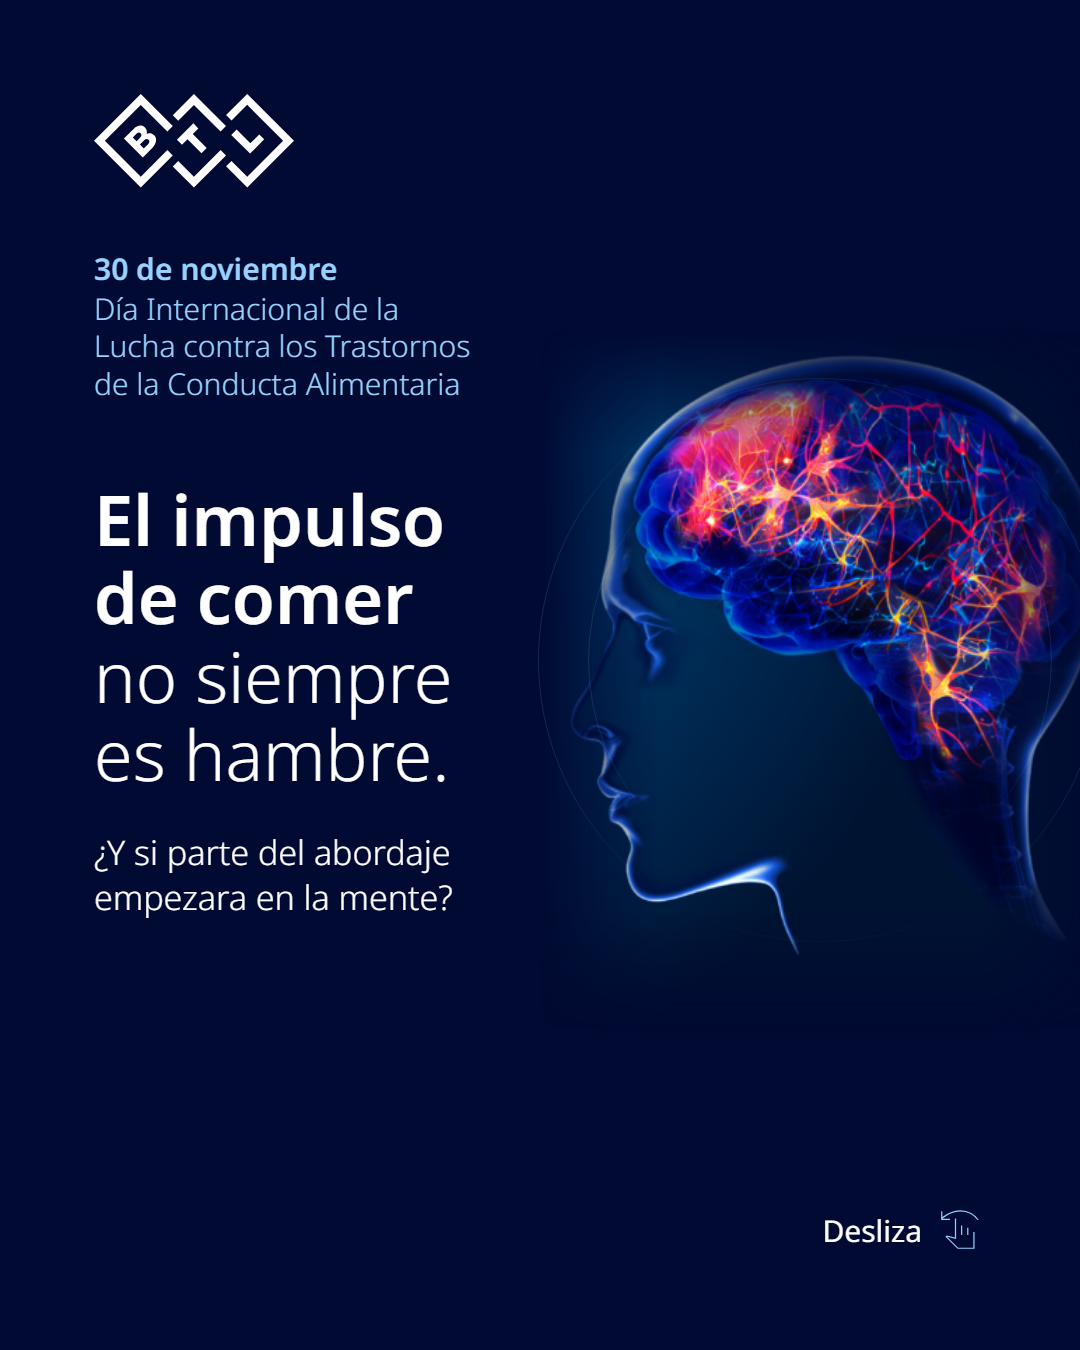 BTL
30 de noviembre
Día Internacional de la
Lucha contra los Trastornos
de la Conducta Alimentaria
El impulso
de comer
no siempre
es hambre.
¿Y si parte del abordaje
empezara en la mente?
Desliza